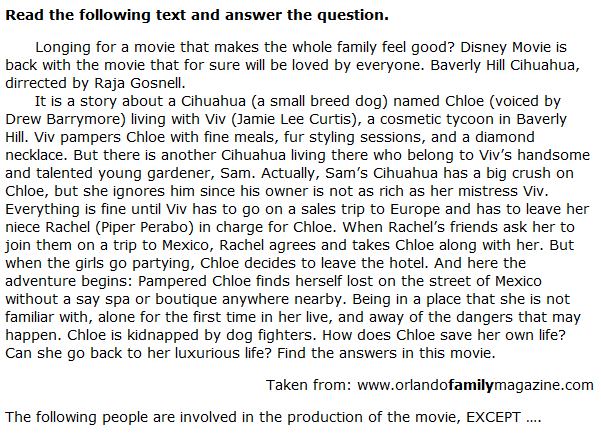 Read the following text and answer the question.
Longing for a movie that makes the whole family feel good? Disney Movie is
back with the movie that for sure will be loved by everyone. Baverly Hill Cihuahua,
dirrected by Raja Gosnell.
It is a story about a Cihuahua (a small breed dog) named Chloe (voiced by
Drew Barrymore) living with Viv (Jamie Lee Curtis), a cosmetic tycoon in Baverly
Hill. Viv pampers Chloe with fine meals, fur styling sessions, and a diamond
necklace. But there is another Cihuahua living there who belong to Viv's handsome
and talented young gardener, Sam. Actually, Sam's Cihuahua has a big crush on
Chloe, but she ignores him since his owner is not as rich as her mistress Viv.
Everything is fine until Viv has to go on a sales trip to Europe and has to leave her
niece Rachel (Piper Perabo) in charge for Chloe. When Rachel's friends ask her to
join them on a trip to Mexico, Rachel agrees and takes Chloe along with her. But
when the girls go partying, Chloe decides to leave the hotel. And here the
adventure begins: Pampered Chloe finds herself lost on the street of Mexico
without a say spa or boutique anywhere nearby. Being in a place that she is not
familiar with, alone for the first time in her live, and away of the dangers that may
happen. Chloe is kidnapped by dog fighters. How does Chloe save her own life?
Can she go back to her luxurious life? Find the answers in this movie.
Taken from: www.orlandofamilymagazine.com
The following people are involved in the production of the movie, EXCEPT ....